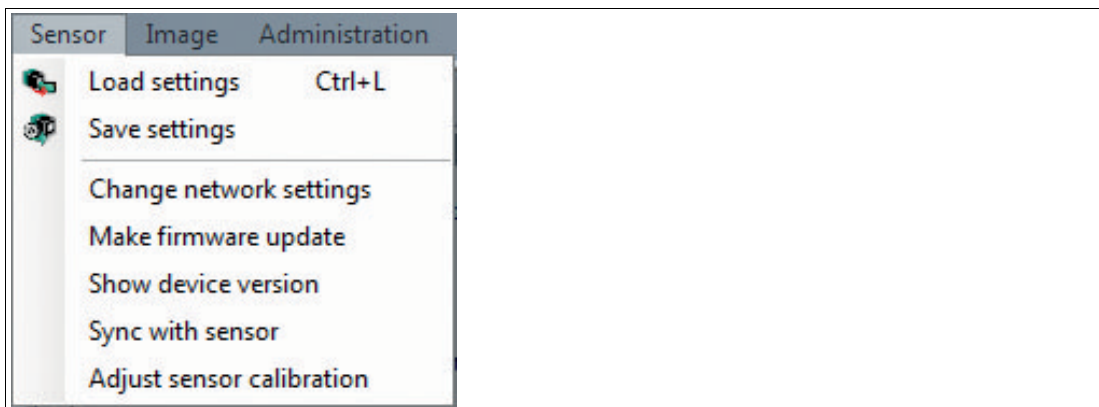 Sensor Image Administration
Load settings Ctrl+L
Save settings
Change network settings
Make firmware update
Show device version
Sync with sensor
Adjust sensor calibration